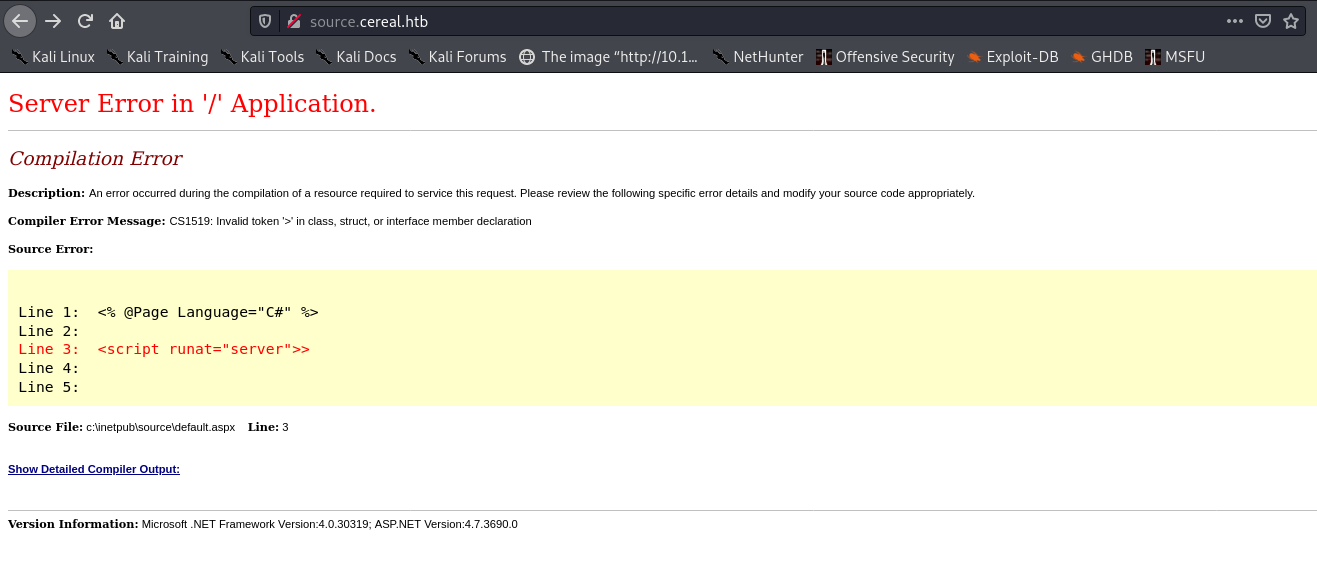 source.cereal.htb
Kali Linux Kali Training Kali Tools Kali Docs Kali Forums The image “http://10.1... NetHunter Offensive Security Exploit-DB GHDB MSFU
Server Error in '/' Application.
Compilation Error
Description: An error occurred during the compilation of a resource required to service this request. Please review the following specific error details and modify your source code appropriately.
Compiler Error Message: CS1519: Invalid token '>' in class, struct, or interface member declaration
Source Error:
Line 1:  <% @Page Language="C#" %>
Line 2:
Line 3:  <script runat="server">>
Line 4:
Line 5:
Source File: c:\inetpub\source\default.aspx    Line: 3
Show Detailed Compiler Output:
Version Information: Microsoft .NET Framework Version:4.0.30319; ASP.NET Version:4.7.3690.0